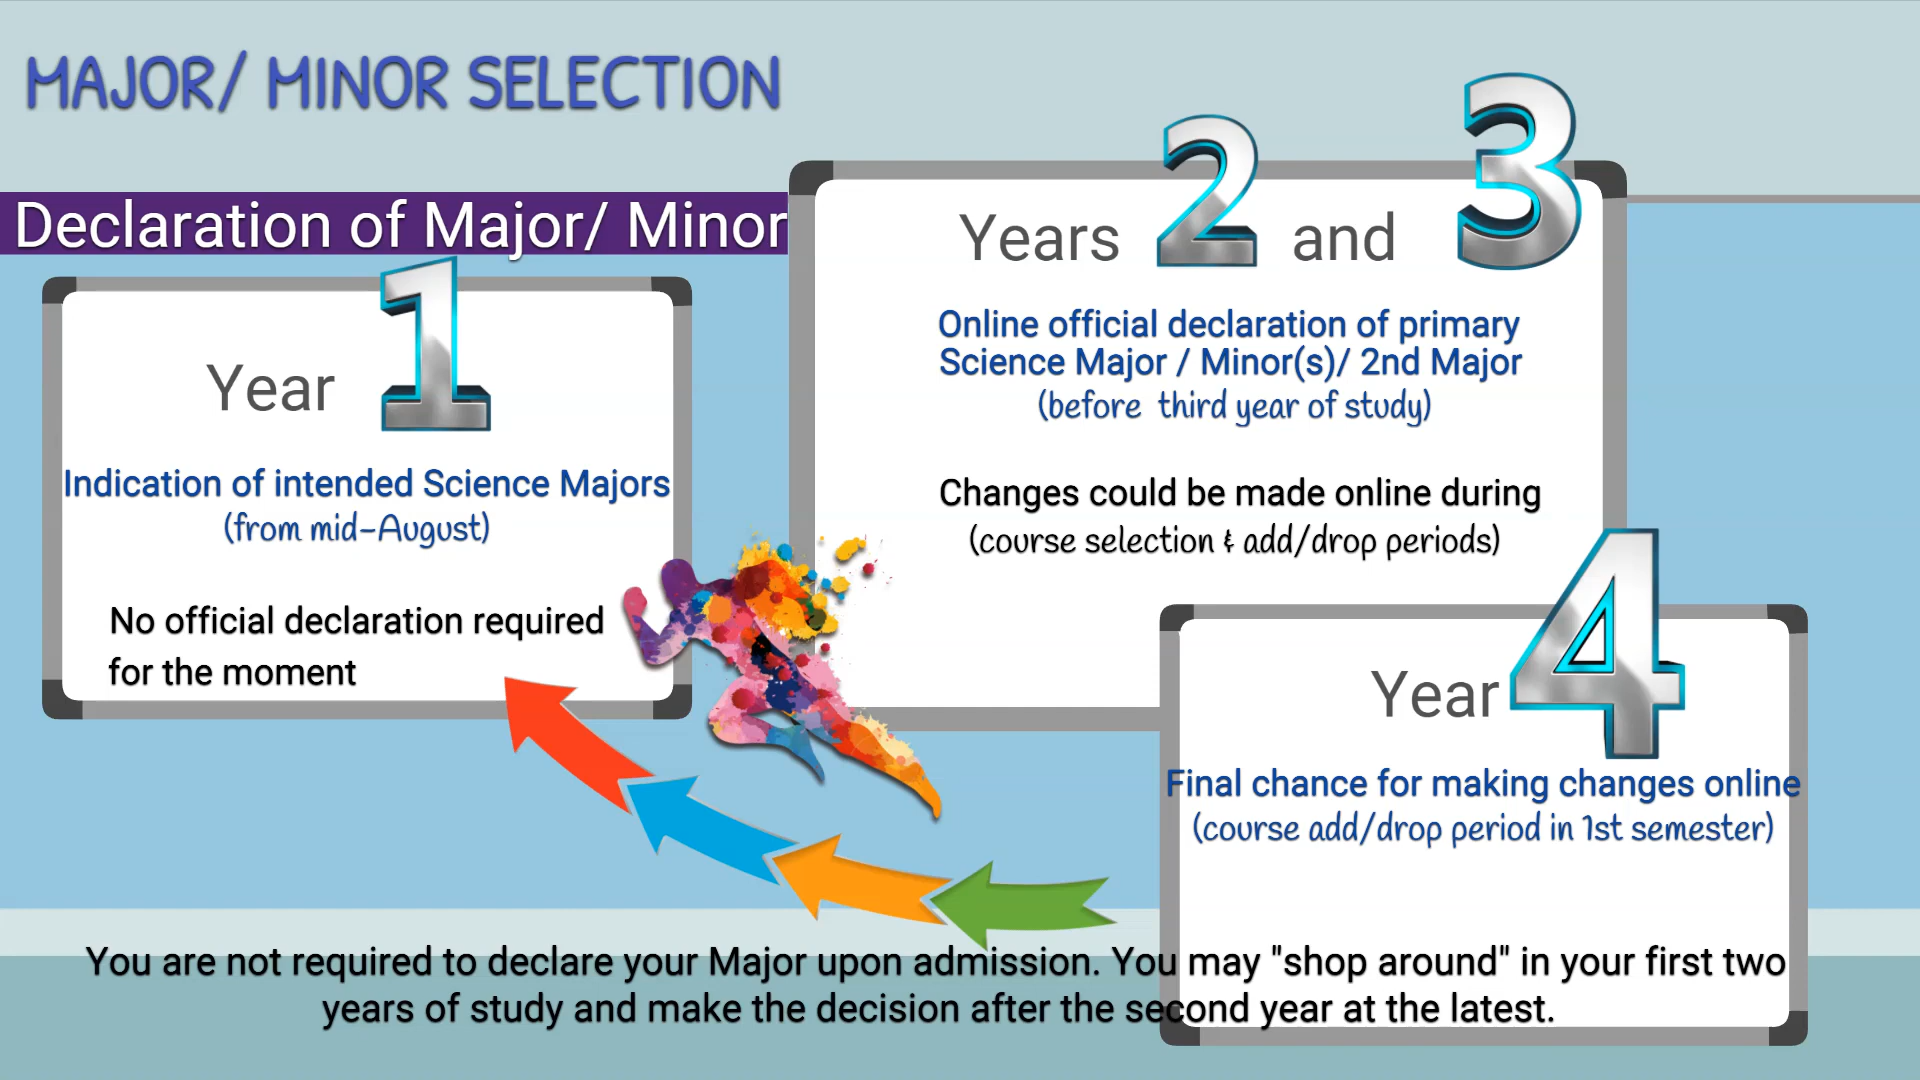 MAJOR/ MINOR SELECTION
Declaration of Major/ Minor
Year 1
Indication of intended Science Majors
(from mid-August)
No official declaration required
for the moment
Years 2 and 3
Online official declaration of primary
Science Major / Minor(s)/ 2nd Major
(before third year of study)
Changes could be made online during
(course selection & add/drop periods)
Year 4
Final chance for making changes online
(course add/drop period in 1st semester)
You are not required to declare your Major upon admission. You may "shop around" in your first two
years of study and make the decision after the second year at the latest.